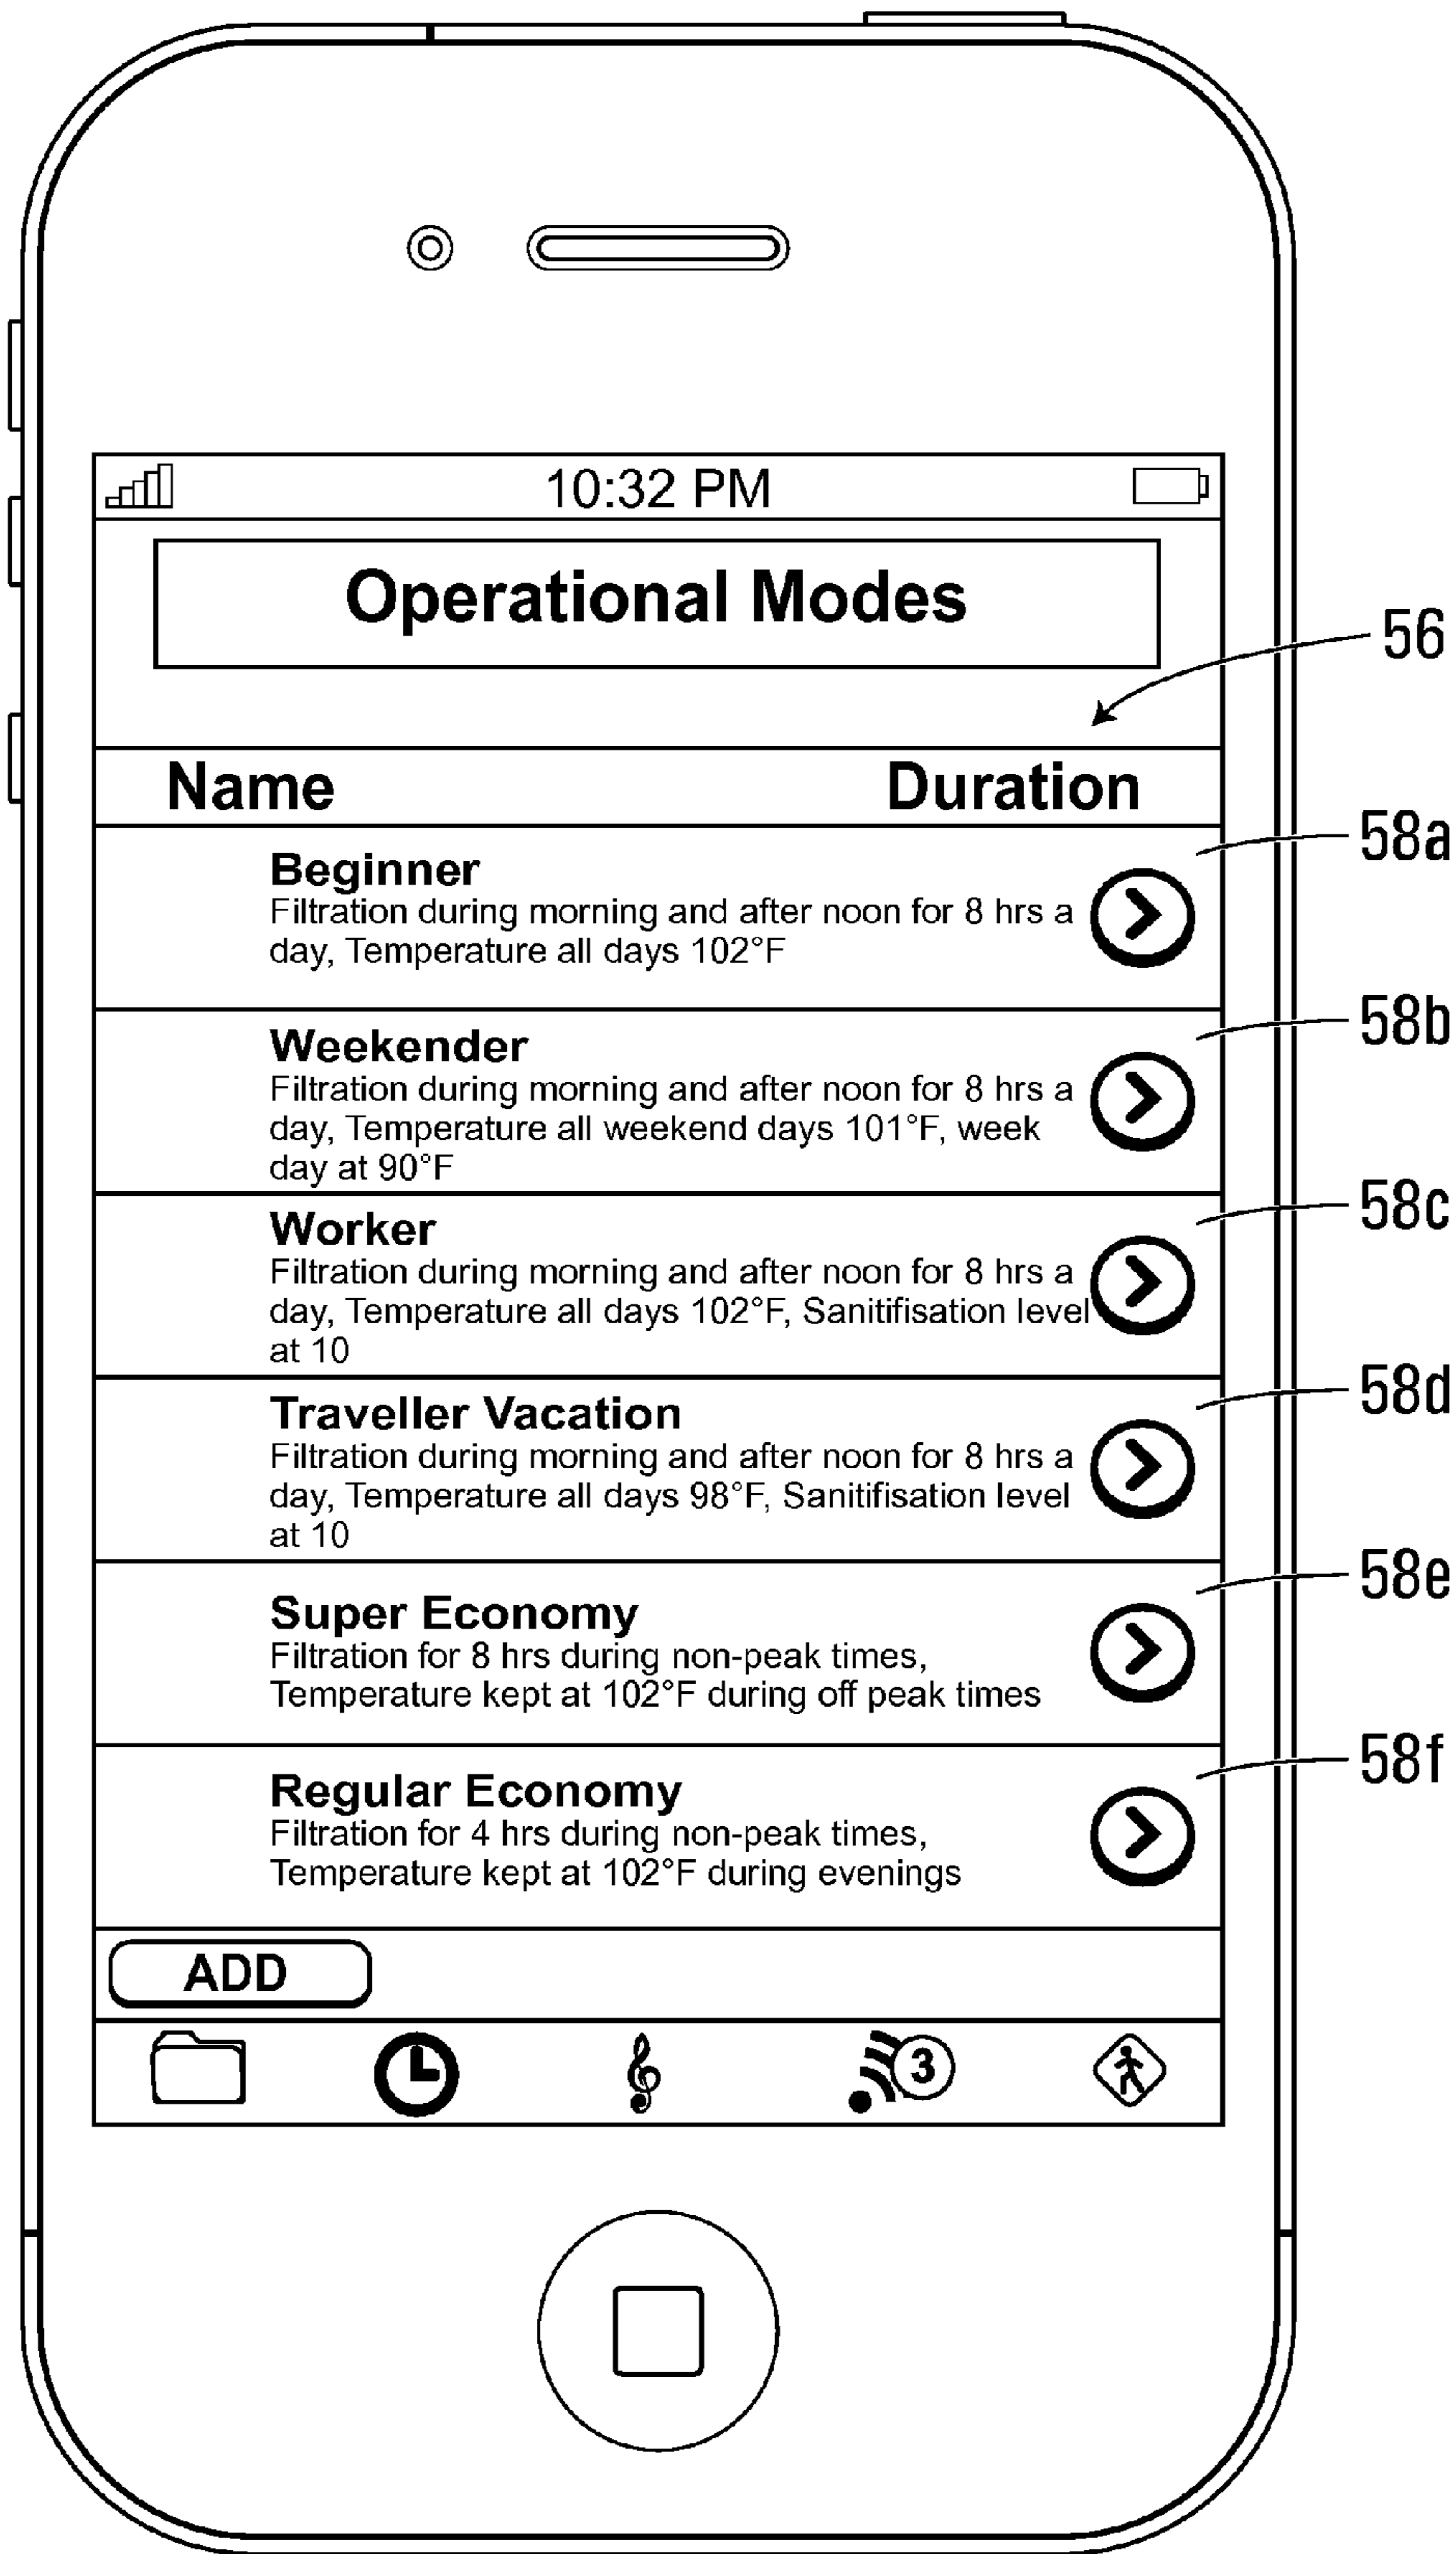 10:32 PM
Operational Modes
56
Name Duration
58a
Beginner
Filtration during morning and after noon for 8 hrs a
day, Temperature all days 102°F
58b
Weekender
Filtration during morning and after noon for 8 hrs a
day, Temperature all weekend days 101°F, week
day at 90°F
58c
Worker
Filtration during morning and after noon for 8 hrs a
day, Temperature all days 102°F, Sanitifisation level
at 10
58d
Traveller Vacation
Filtration during morning and after noon for 8 hrs a
day, Temperature all days 98°F, Sanitifisation level
at 10
58e
Super Economy
Filtration for 8 hrs during non-peak times,
Temperature kept at 102°F during off peak times
58f
Regular Economy
Filtration for 4 hrs during non-peak times,
Temperature kept at 102°F during evenings
ADD
3